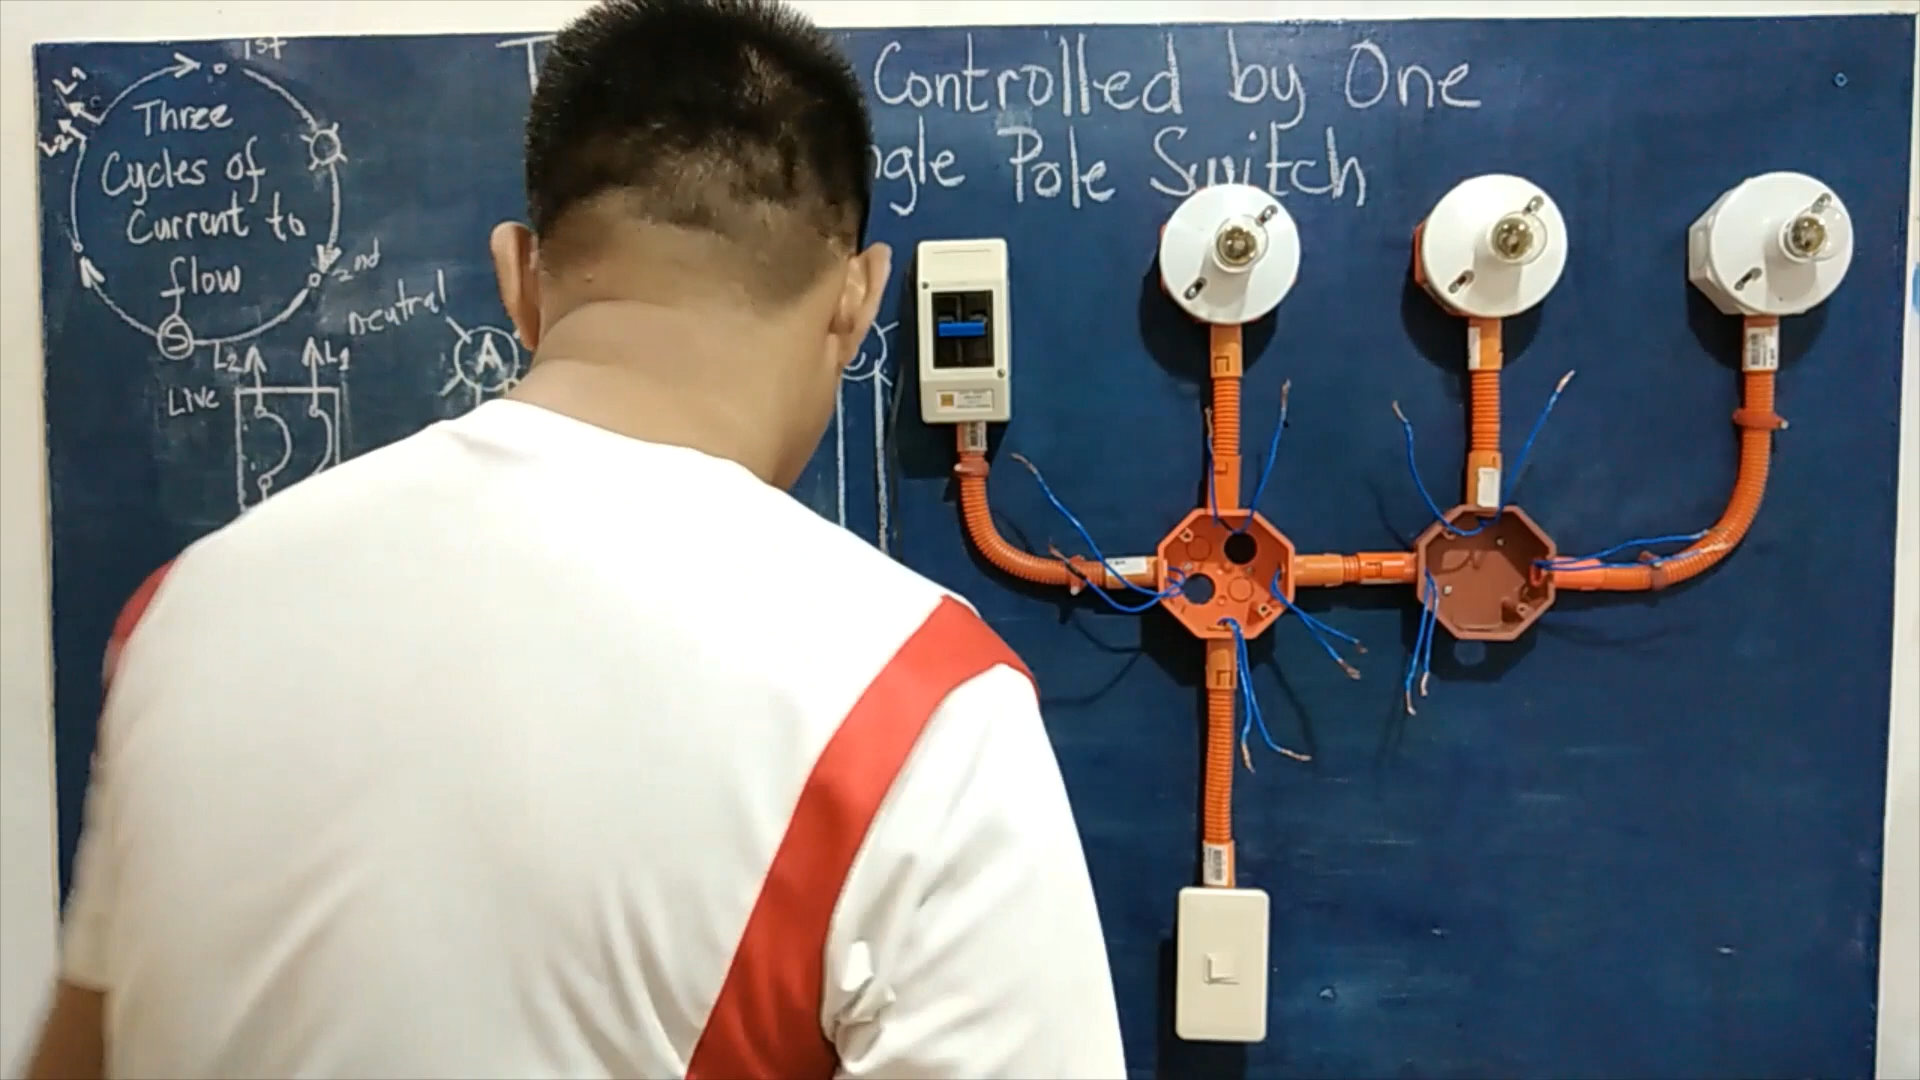 Controlled by One
Pole Switch
1st
L1
L2
Three
Cycles of
Current to
flow
2nd
S
neutral
L2
L1
Live
A